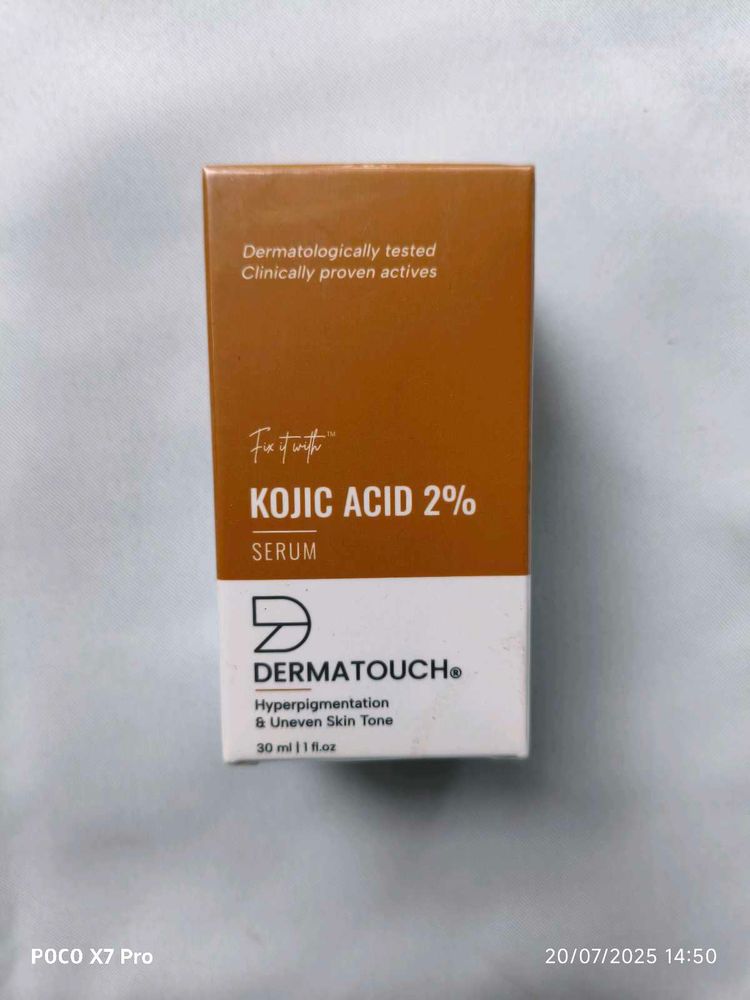 Dermatologically tested
Clinically proven actives
Fix it with™
KOJIC ACID 2%
SERUM
DERMATOUCH®
Hyperpigmentation
& Uneven Skin Tone
30 ml | 1 fl.oz
POCO X7 Pro
20/07/2025 14:50